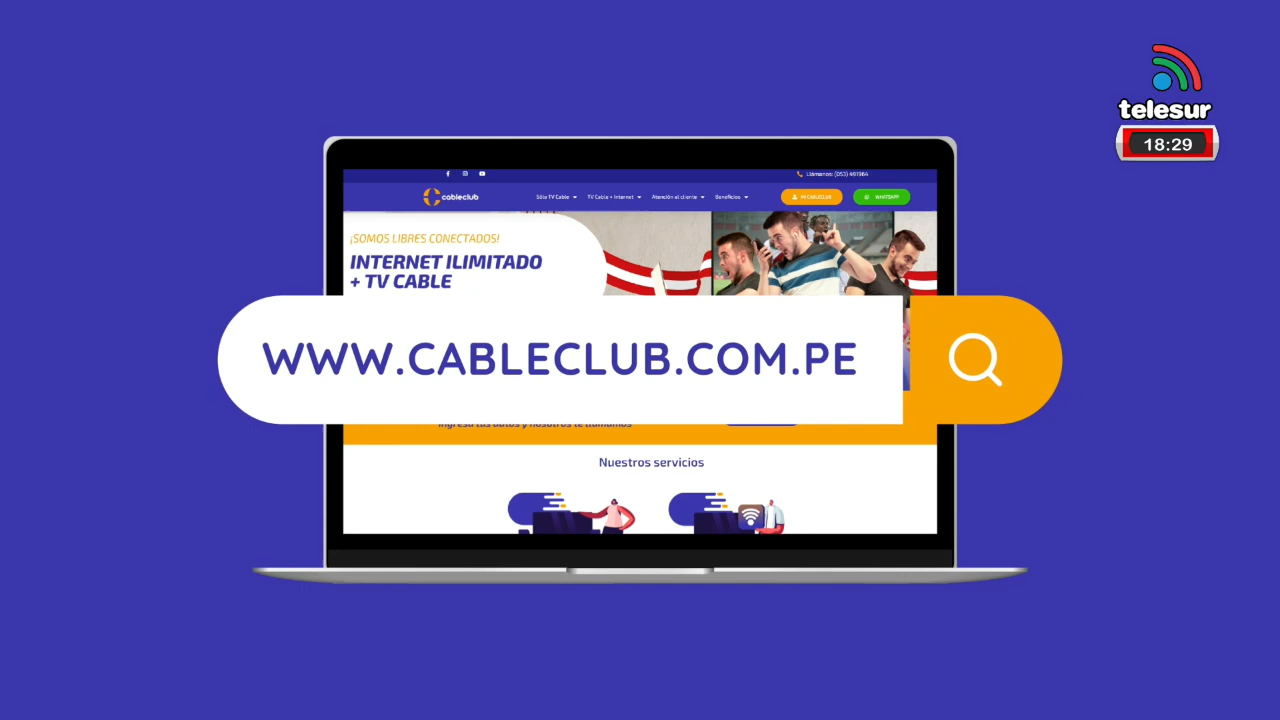 telesur
18:29
Llámanos: (053) 461964
cableclub
Sólo TV Cable
TV Cable + Internet
Atención al cliente
Beneficios
MI CABLECLUB
WHATSAPP
¡SOMOS LIBRES CONECTADOS!
INTERNET ILIMITADO
+ TV CABLE
WWW.CABLECLUB.COM.PE
Ingresa tus datos y nosotros te llamamos
Nuestros servicios